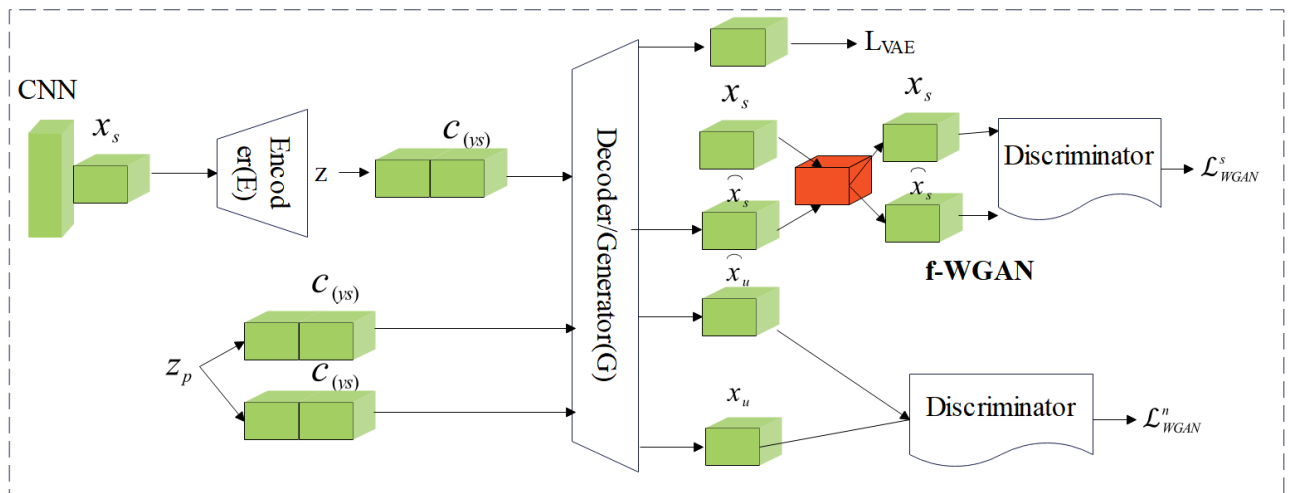 CNN
x_s
Encod
er(E)
z
c_(ys)
z_p
c_(ys)
c_(ys)
Decoder/Generator(G)
L_VAE
x_s
x̂_s
x̂_u
x_u
x_s
x̂_s
f-WGAN
Discriminator
ℒ^s_WGAN
Discriminator
ℒ^n_WGAN